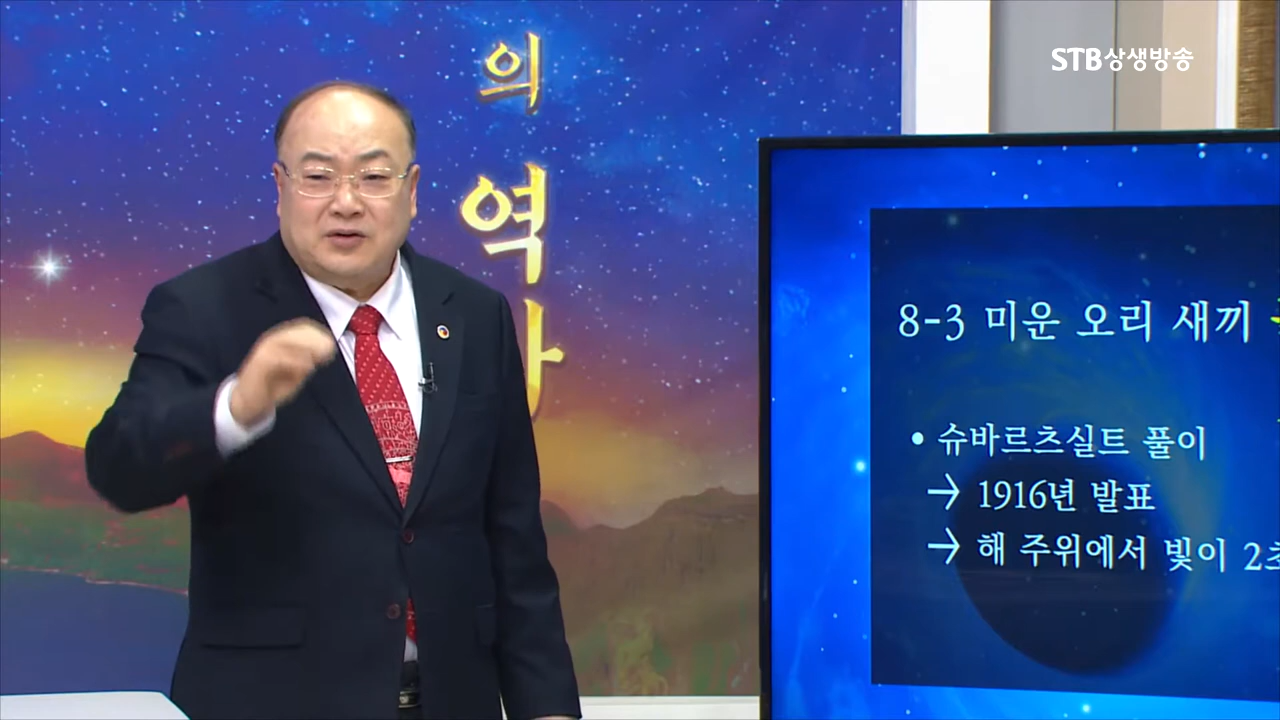 STB상생방송
의
역
8-3 미운 오리 새끼
• 슈바르츠실트 풀이
→ 1916년 발표
→ 해 주위에서 빛이